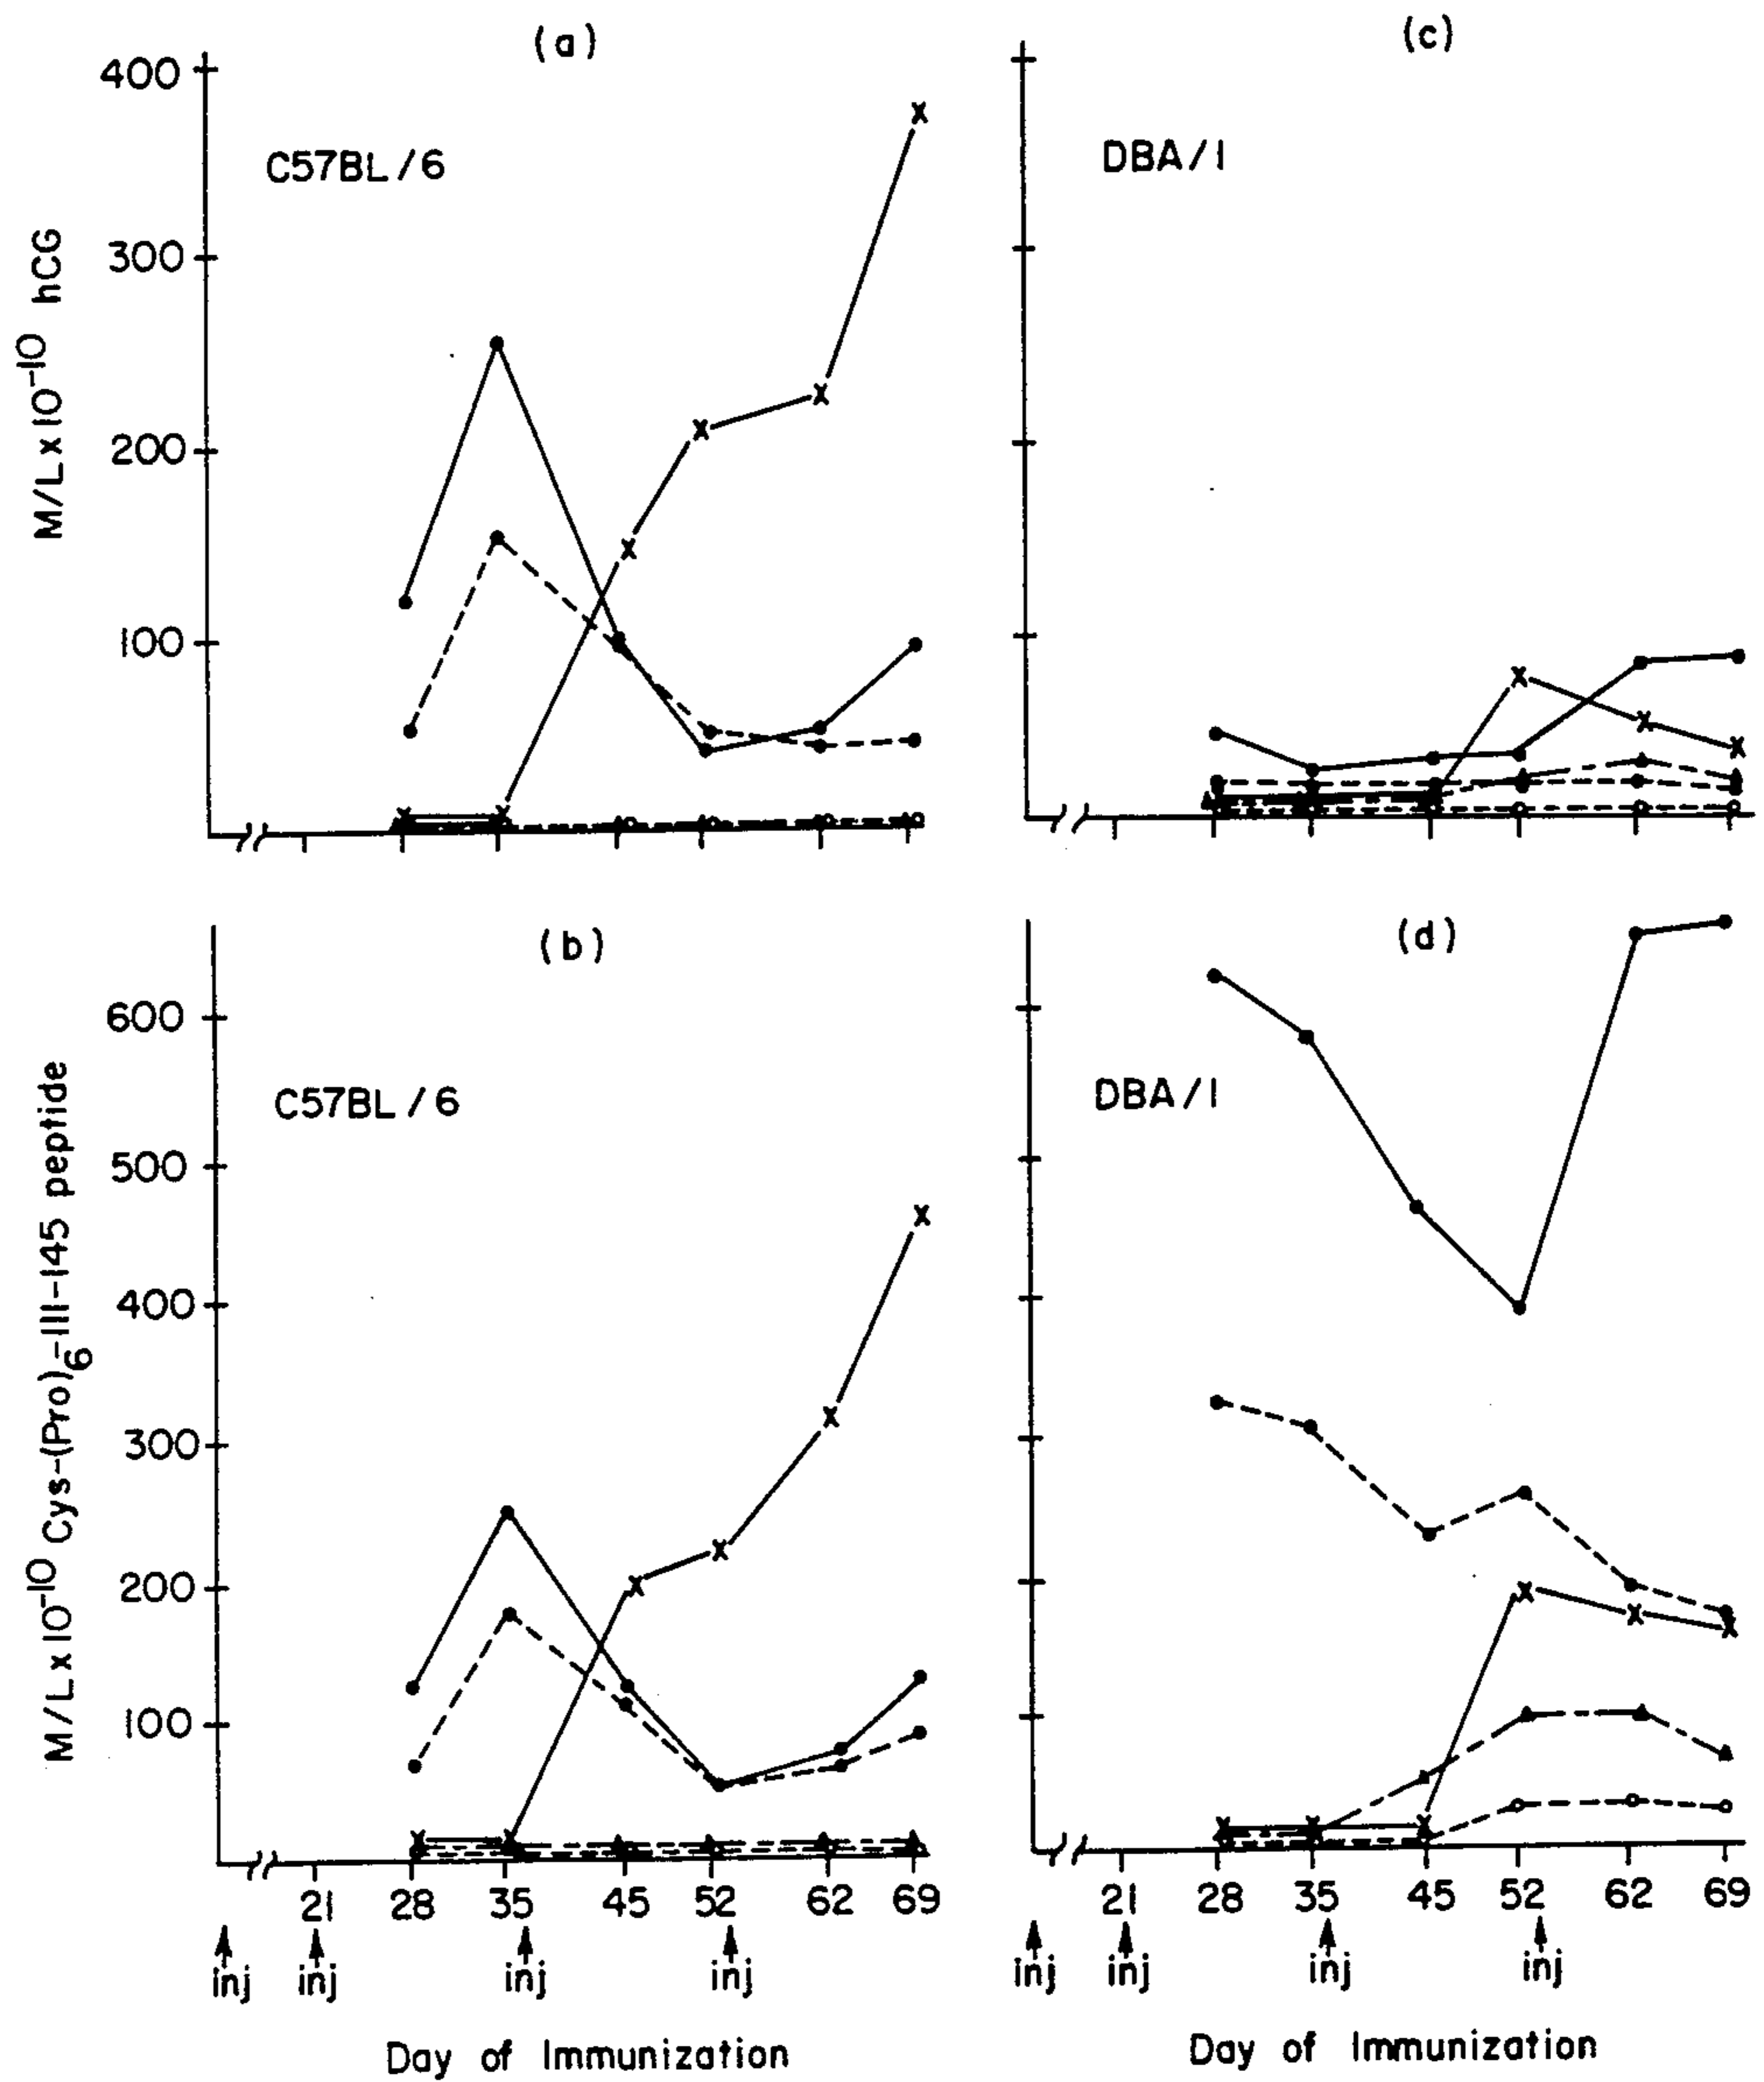 (a)
400
300
200
100
C57BL/6
M/Lx10-10 hCG
(c)
DBA/1
(b)
600
500
400
300
200
100
C57BL/6
M/Lx10-10 Cys-(Pro)6-111-145 peptide
21 28 35 45 52 62 69
inj inj inj inj
Day of Immunization
(d)
DBA/1
21 28 35 45 52 62 69
inj inj inj inj
Day of Immunization